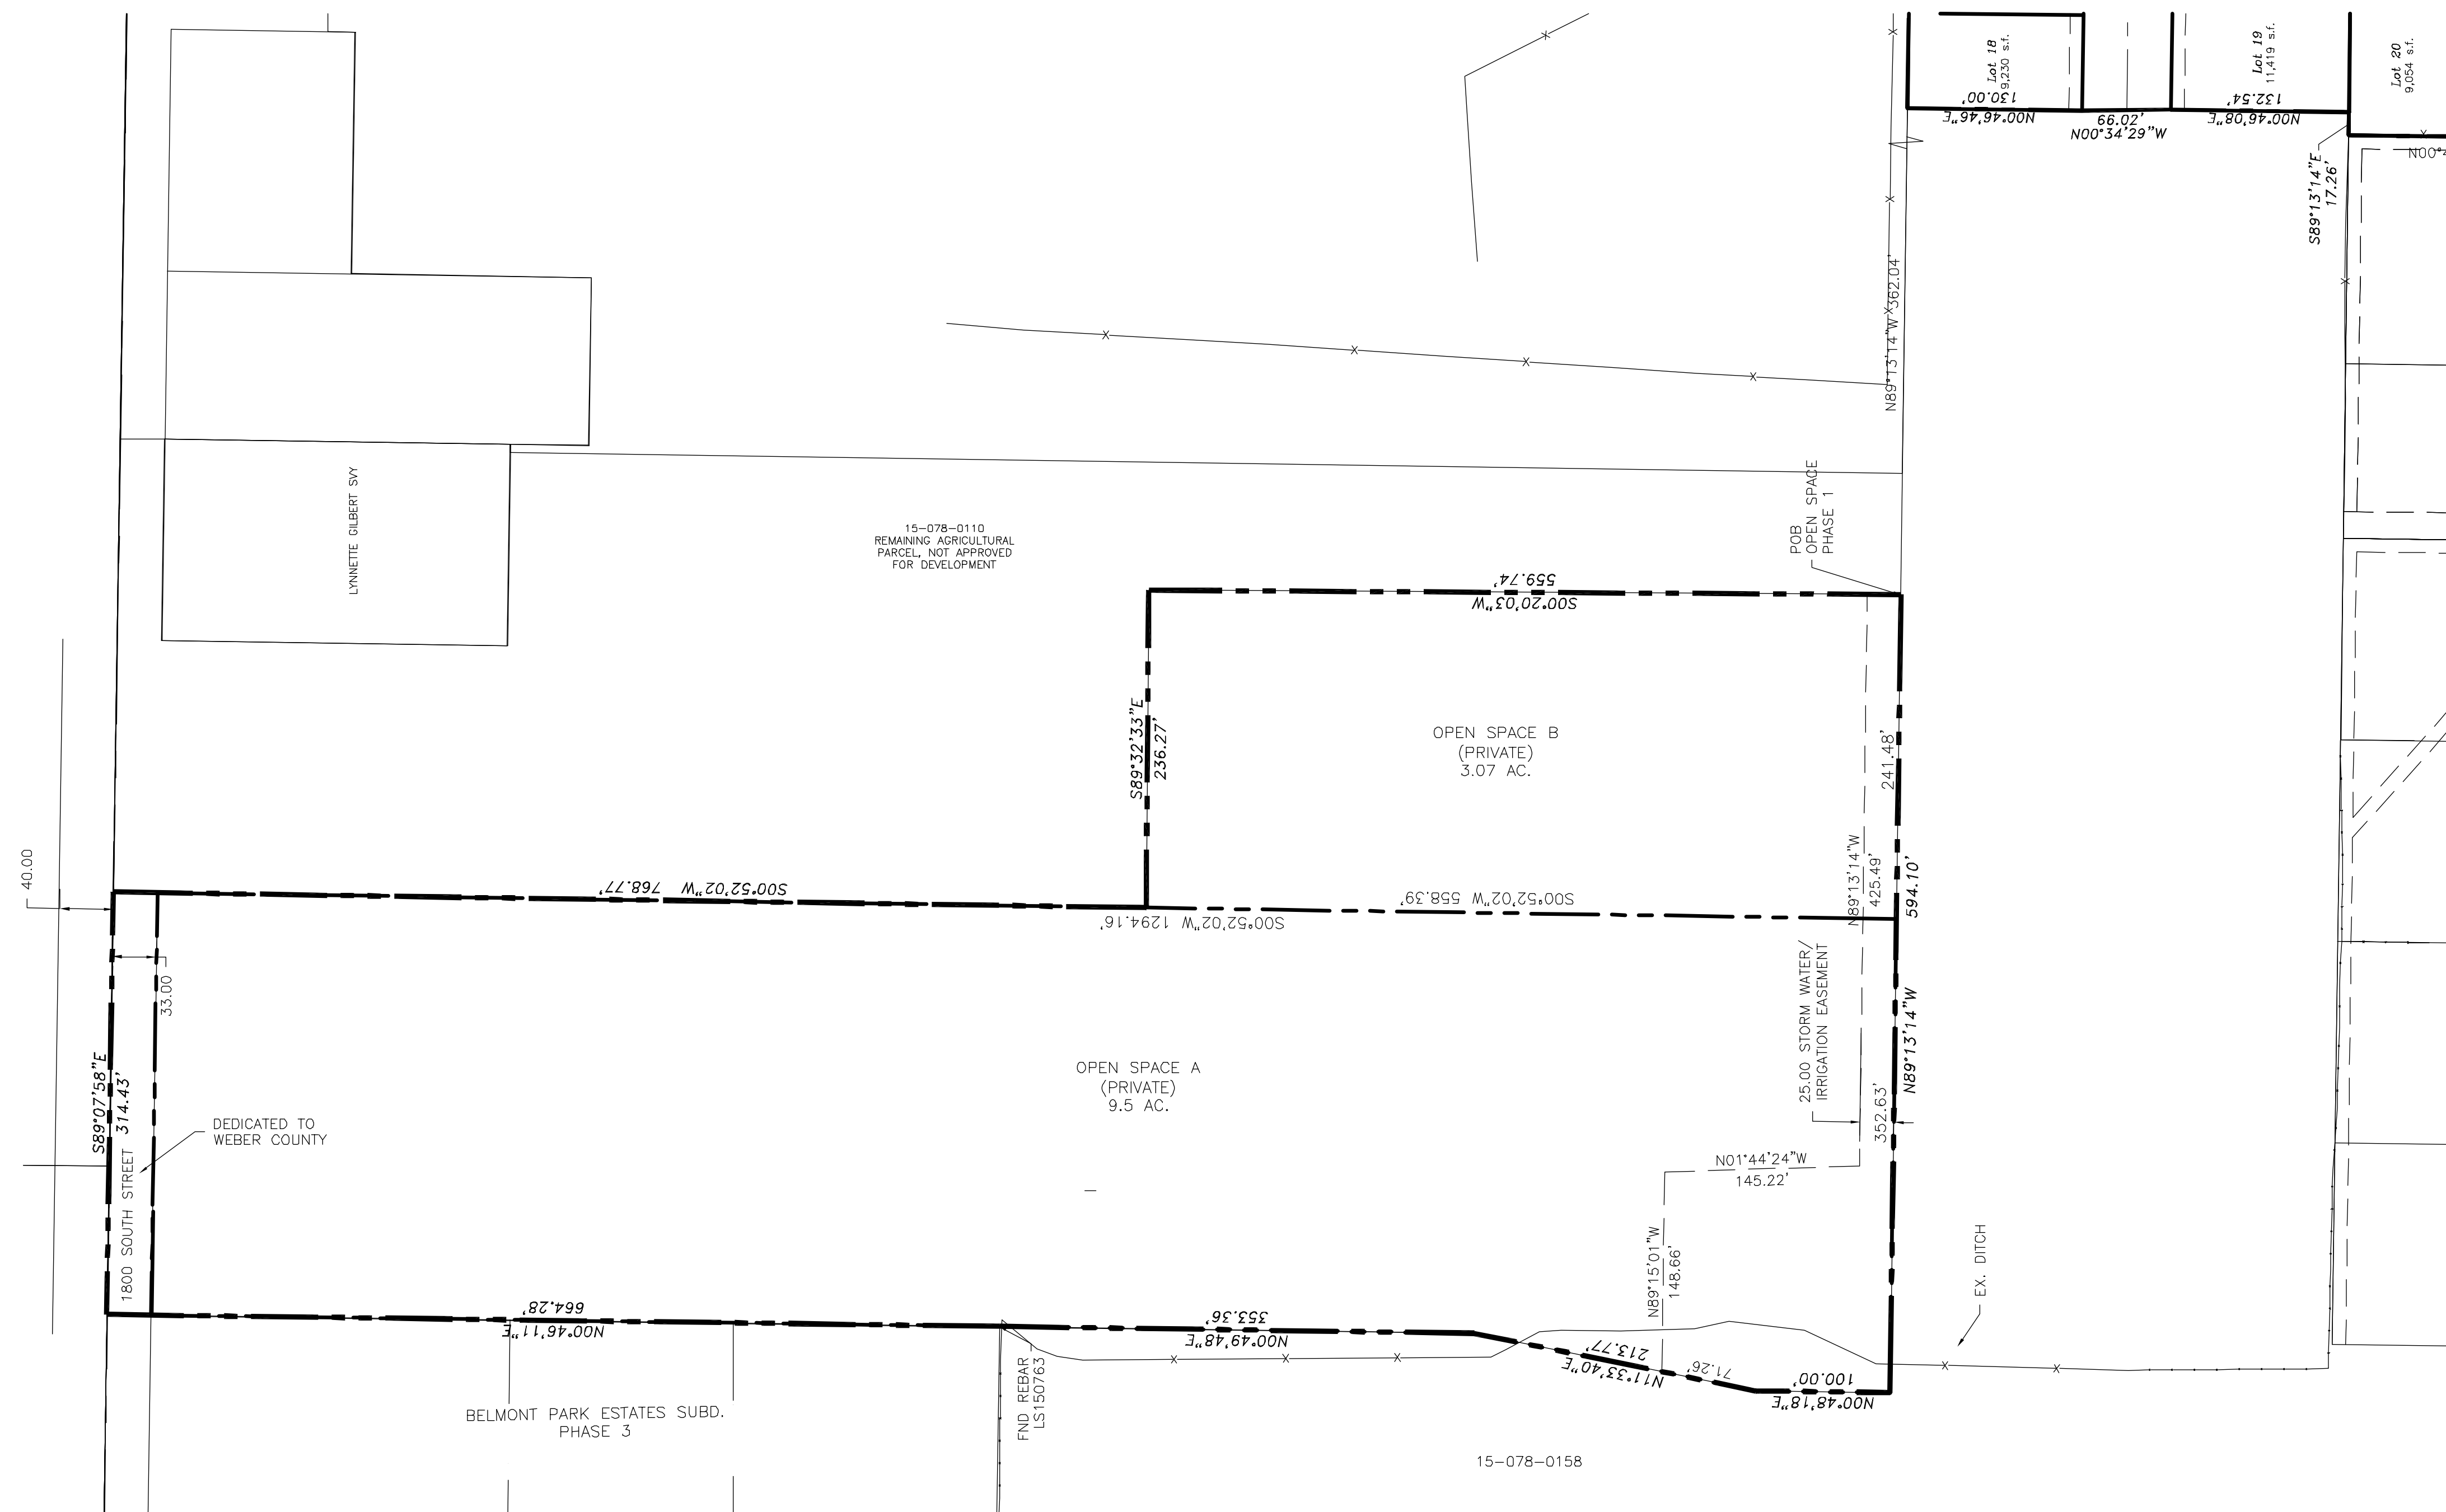 Lot 18
9,230 s.f.
130.00'
N00°46'46"E
99.02'
N00°34'29"W
Lot 19
11,419 s.f.
132.54'
N00°46'08"E
Lot 20
9,054 s.f.
S89°13'14"E
17.26'
N89°13'14"W 362.04'
LYNNETTE GILBERT SVY
15-078-0110
REMAINING AGRICULTURAL
PARCEL, NOT APPROVED
FOR DEVELOPMENT
POB
OPEN SPACE
PHASE 1
559.74'
S00°20'03"W
S89°32'33"E
236.27'
OPEN SPACE B
(PRIVATE)
3.07 AC.
241.48'
N89°13'14"W
425.49'
594.10'
N89°13'14"W
40.00
S00°52'02"W 768.77'
S00°52'02"W 558.39'
S00°52'02"W 1294.16'
33.00
25.00 STORM WATER/
IRRIGATION EASEMENT
352.63'
OPEN SPACE A
(PRIVATE)
9.5 AC.
S89°07'58"E
314.43'
1800 SOUTH STREET
DEDICATED TO
WEBER COUNTY
N01°44'24"W
145.22'
N89°15'01"W
148.66'
EX. DITCH
664.28'
N00°46'11"E
353.36'
N00°49'48"E
213.77'
N11°33'40"E
71.26'
100.00'
N00°48'18"E
FND REBAR
LS150763
BELMONT PARK ESTATES SUBD.
PHASE 3
15-078-0158